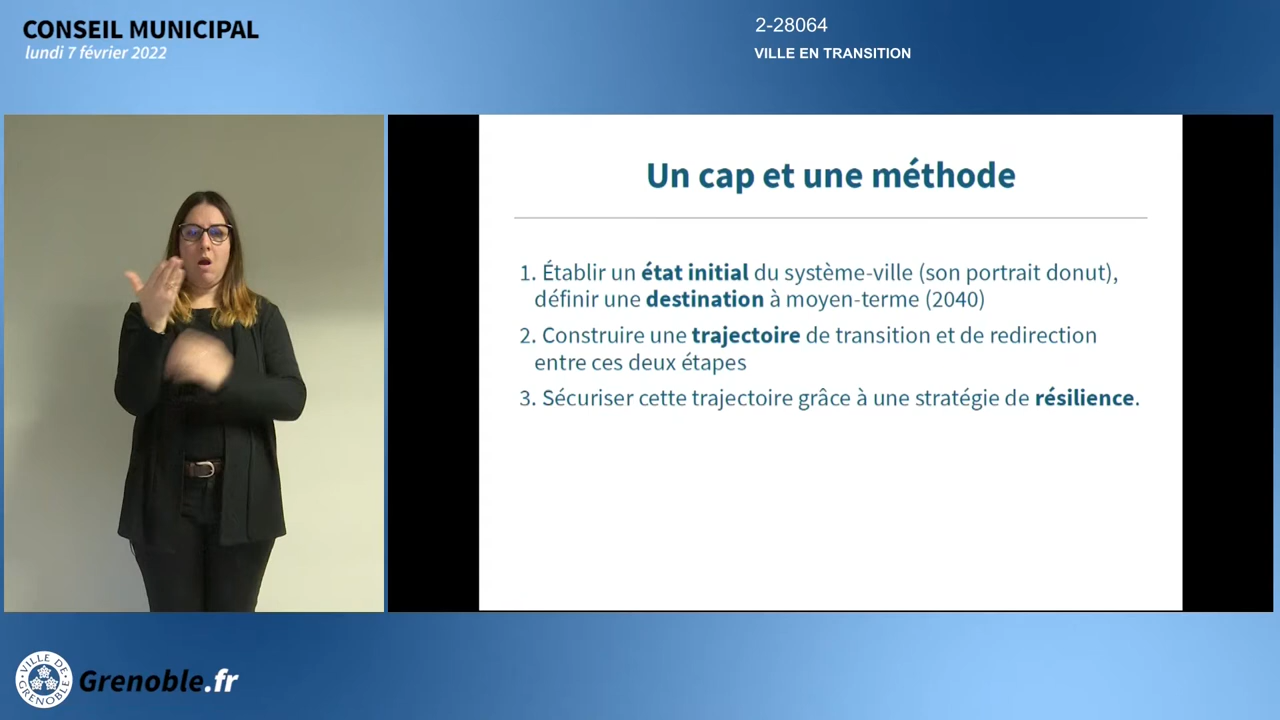 CONSEIL MUNICIPAL
lundi 7 février 2022
2-28064
VILLE EN TRANSITION
Un cap et une méthode
1. Établir un état initial du système-ville (son portrait donut),
définir une destination à moyen-terme (2040)
2. Construire une trajectoire de transition et de redirection
entre ces deux étapes
3. Sécuriser cette trajectoire grâce à une stratégie de résilience.
VILLE DE GRENOBLE
Grenoble.fr